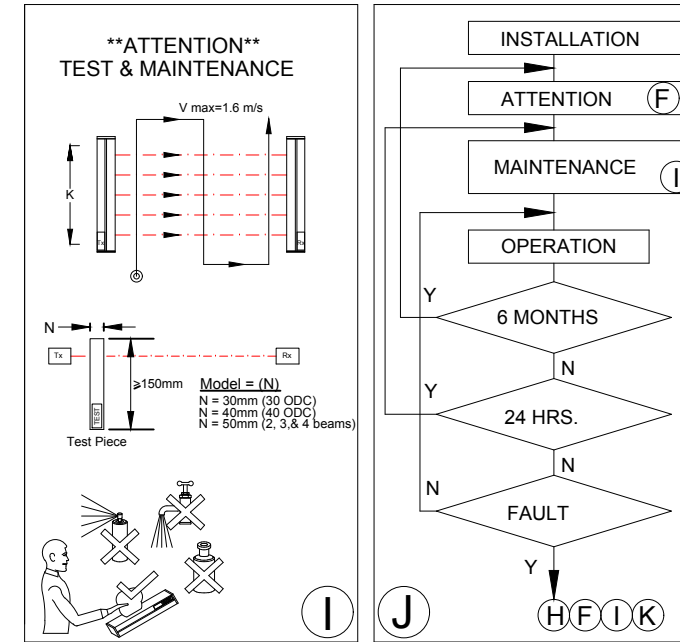 **ATTENTION**
TEST & MAINTENANCE
V max=1.6 m/s
K
Tx
Rx
N
Tx
Rx
≥150mm
TEST
Test Piece
Model = (N)
N = 30mm (30 ODC)
N = 40mm (40 ODC)
N = 50mm (2, 3,& 4 beams)
I
INSTALLATION
ATTENTION
F
MAINTENANCE
I
OPERATION
Y
6 MONTHS
N
Y
24 HRS.
N
N
FAULT
Y
J
H F I K